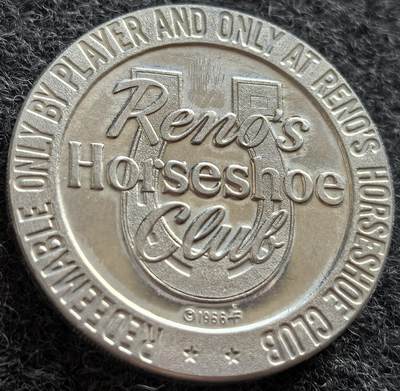 REDEEMABLE ONLY BY PLAYER AND ONLY AT RENO'S HORSESHOE CLUB
Reno's
Horseshoe
Club
© 1966